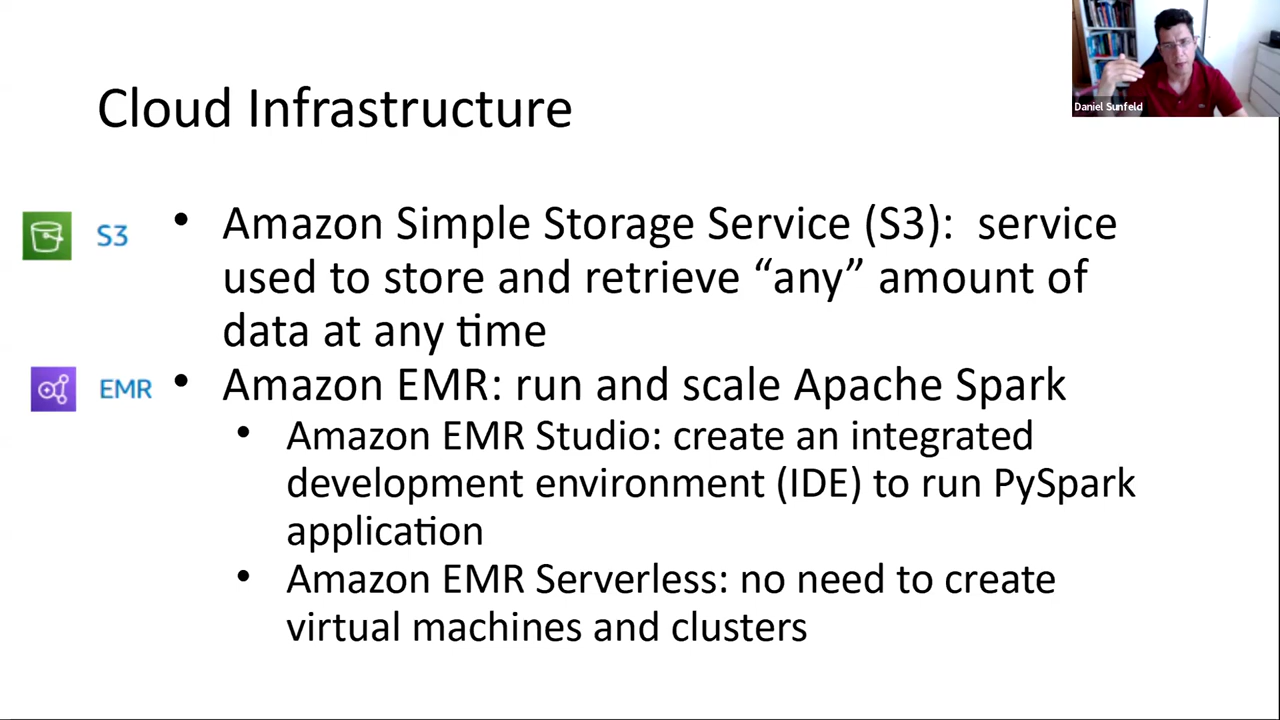 Daniel Sunfeld
Cloud Infrastructure
S3
• Amazon Simple Storage Service (S3): service
used to store and retrieve “any” amount of
data at any time
EMR
• Amazon EMR: run and scale Apache Spark
• Amazon EMR Studio: create an integrated
development environment (IDE) to run PySpark
application
• Amazon EMR Serverless: no need to create
virtual machines and clusters